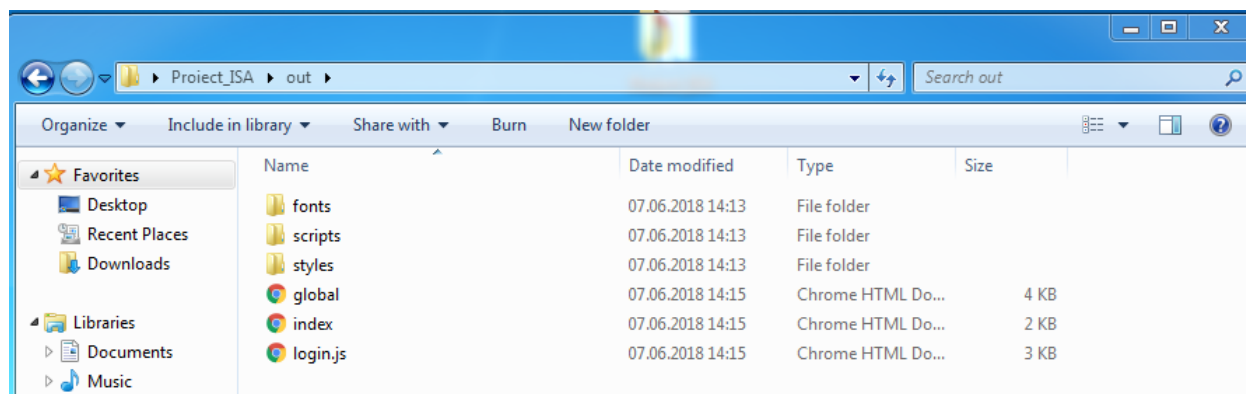 Proiect_ISA out Search out
Organize Include in library Share with Burn New folder
Name Date modified Type Size
Favorites
Desktop
Recent Places
Downloads
Libraries
Documents
Music
fonts 07.06.2018 14:13 File folder
scripts 07.06.2018 14:13 File folder
styles 07.06.2018 14:13 File folder
global 07.06.2018 14:15 Chrome HTML Do... 4 KB
index 07.06.2018 14:15 Chrome HTML Do... 2 KB
login.js 07.06.2018 14:15 Chrome HTML Do... 3 KB